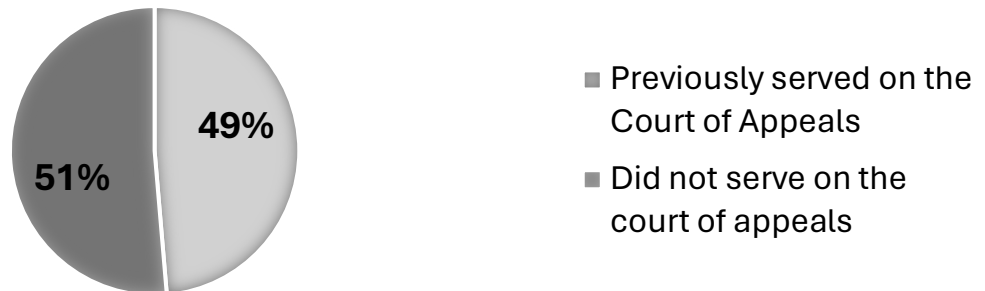 49%
51%
Previously served on the
Court of Appeals
Did not serve on the
court of appeals